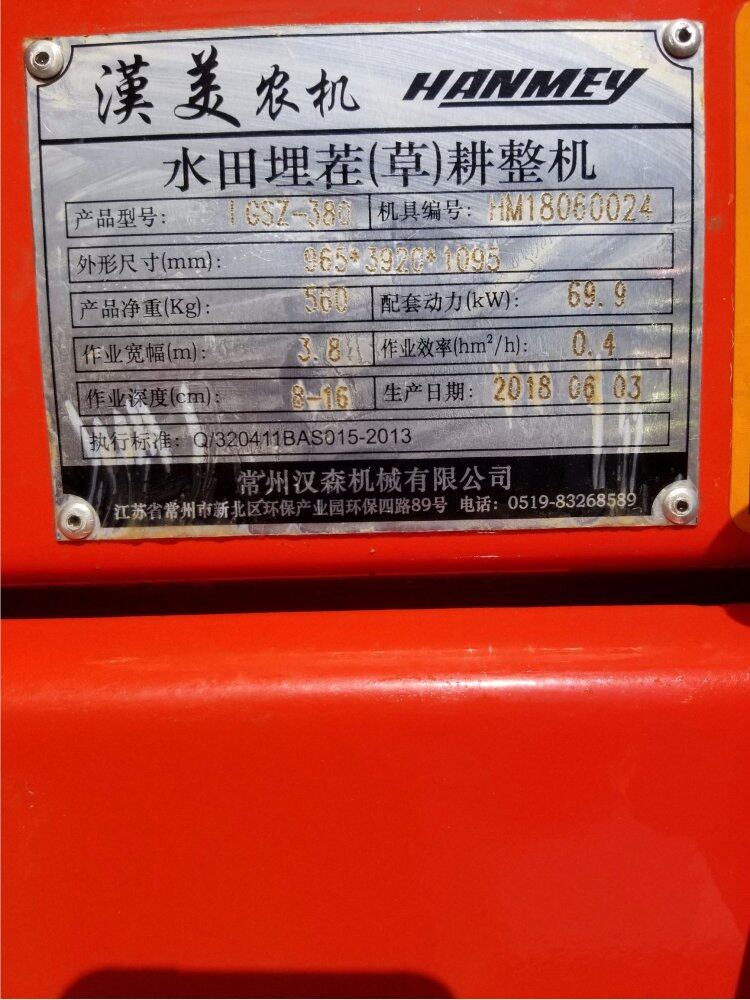 漢美农机 HANMEY
水田埋茬(草)耕整机
产品型号: 1GSZ-380 机具编号: HM18060024
外形尺寸(mm): 965*3920*1095
产品净重(Kg): 560 配套动力(kW): 69.9
作业宽幅(m): 3.8 作业效率(hm²/h): 0.4
作业深度(cm): 8-16 生产日期: 2018 06 03
执行标准: Q/320411BAS015-2013
常州汉森机械有限公司
江苏省常州市新北区环保产业园环保四路89号 电话: 0519-83268589